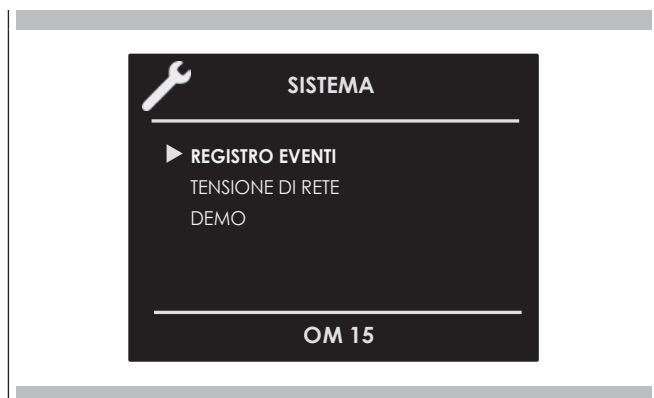 SISTEMA
REGISTRO EVENTI
TENSIONE DI RETE
DEMO
OM 15